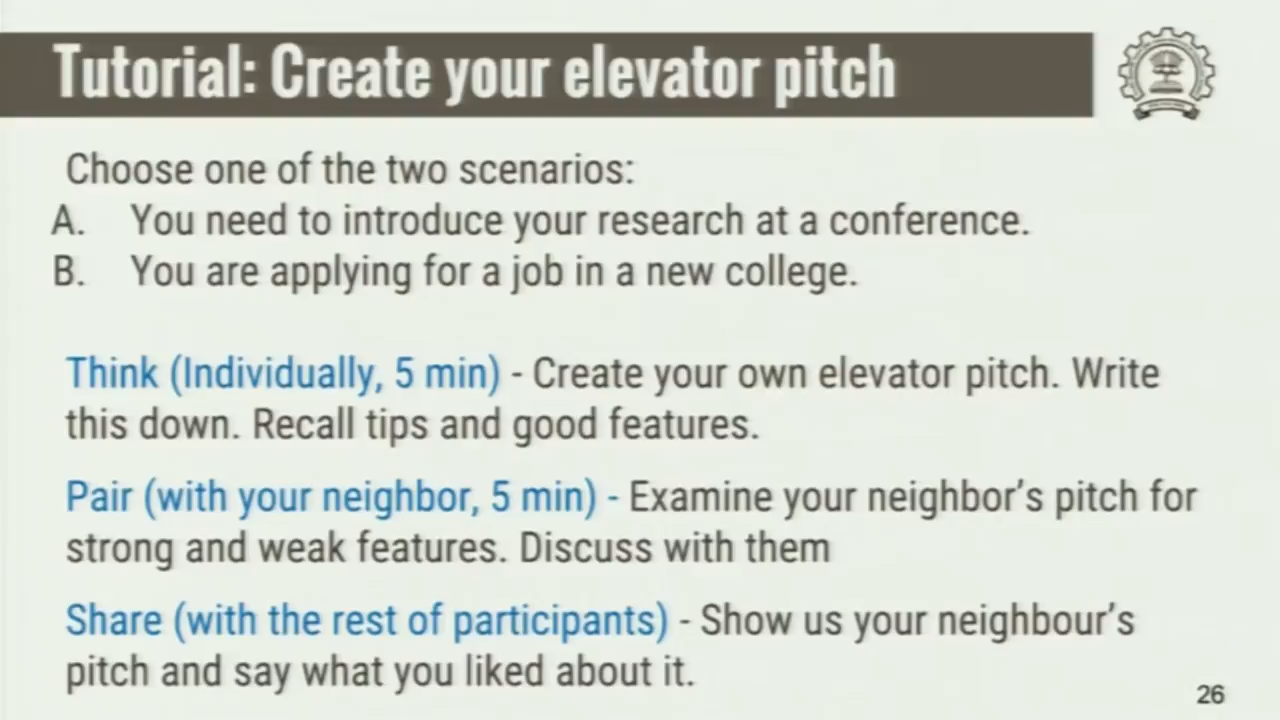 Tutorial: Create your elevator pitch
Choose one of the two scenarios:
A. You need to introduce your research at a conference.
B. You are applying for a job in a new college.
Think (Individually, 5 min) - Create your own elevator pitch. Write
this down. Recall tips and good features.
Pair (with your neighbor, 5 min) - Examine your neighbor's pitch for
strong and weak features. Discuss with them
Share (with the rest of participants) - Show us your neighbour's
pitch and say what you liked about it.
26